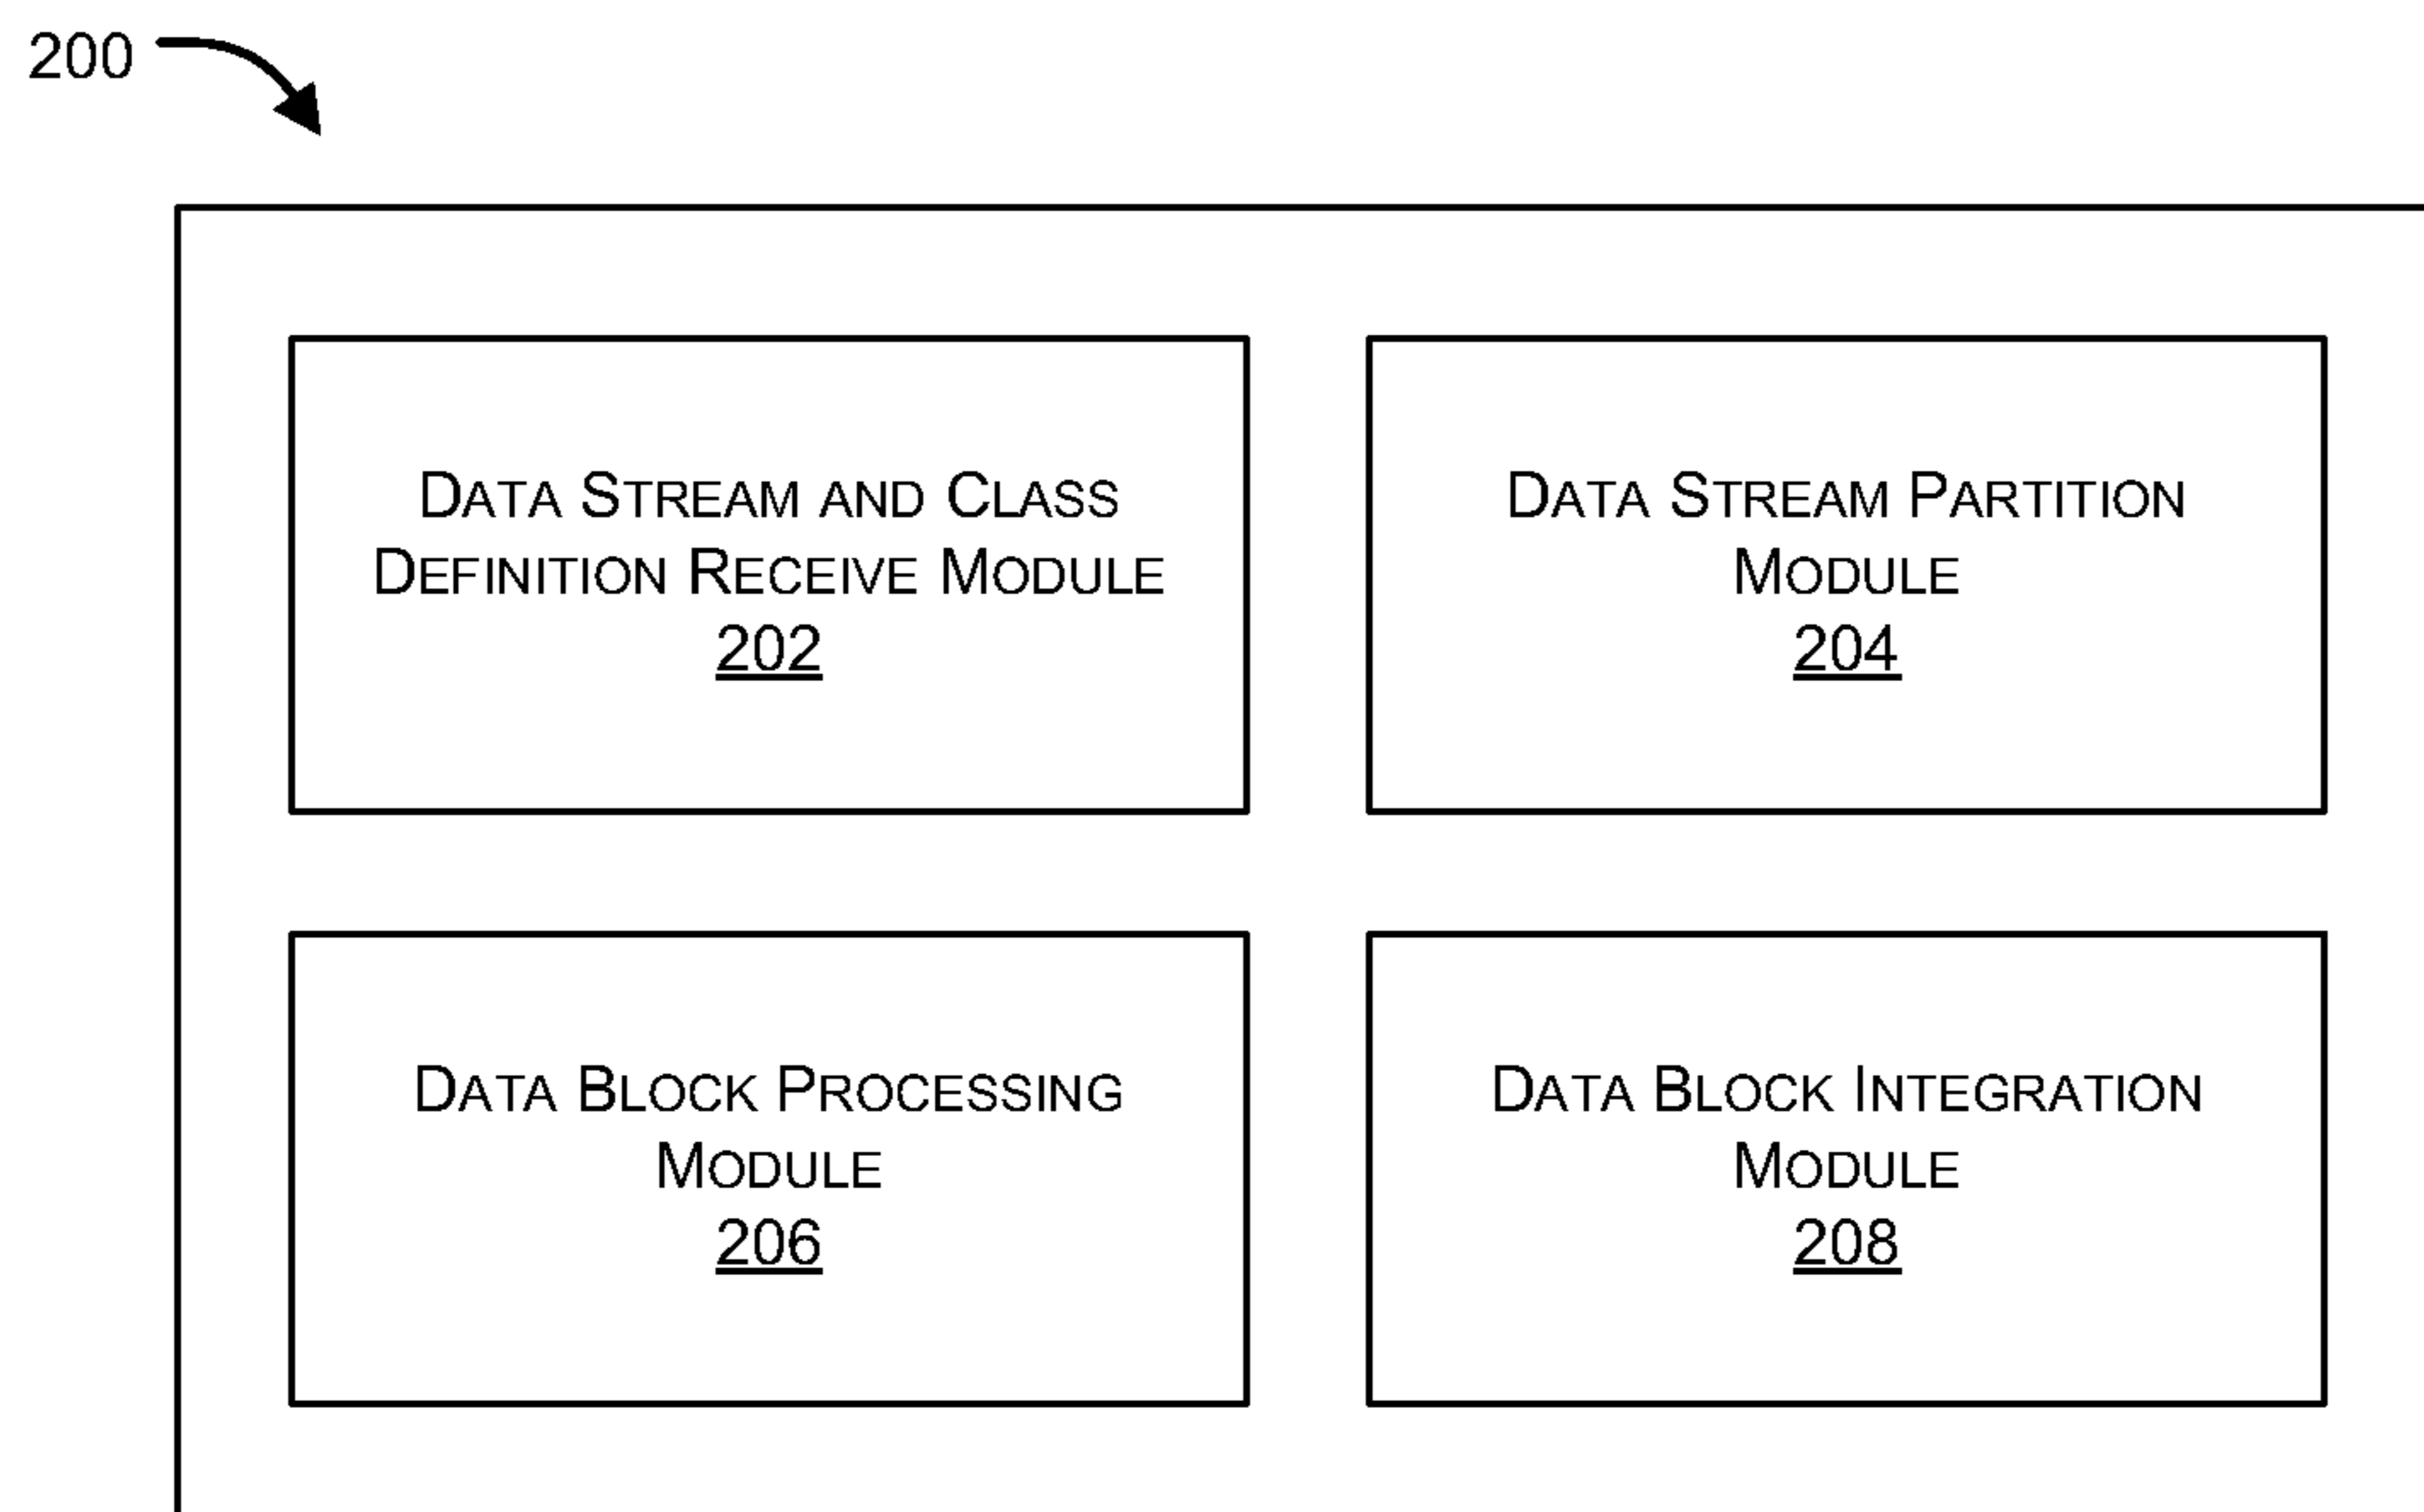 200
Data Stream and Class
Definition Receive Module
202
Data Stream Partition
Module
204
Data Block Processing
Module
206
Data Block Integration
Module
208